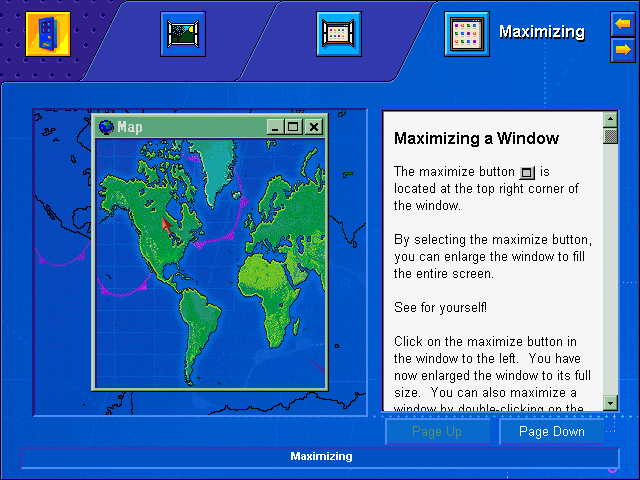 Maximizing
Map
Maximizing a Window
The maximize button is
located at the top right corner of
the window.
By selecting the maximize button,
you can enlarge the window to fill
the entire screen.
See for yourself!
Click on the maximize button in
the window to the left. You have
now enlarged the window to its full
size. You can also maximize a
window by double-clicking on the
Page Up
Page Down
Maximizing